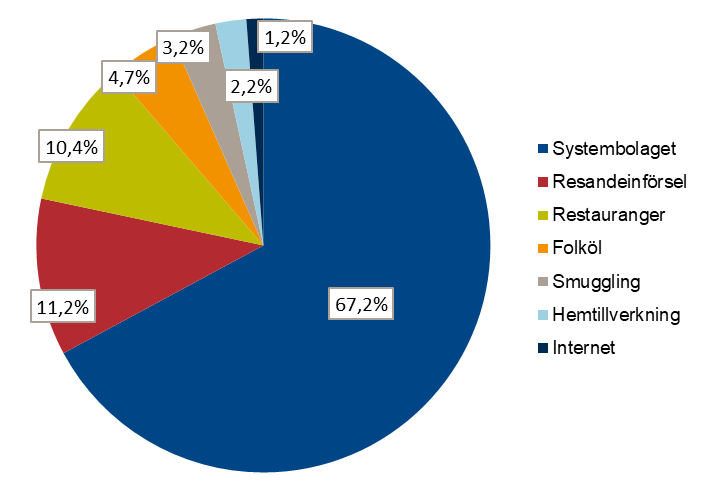 1,2%
3,2%
4,7%
2,2%
10,4%
11,2%
67,2%
Systembolaget
Resandeinförsel
Restauranger
Folköl
Smuggling
Hemtillverkning
Internet